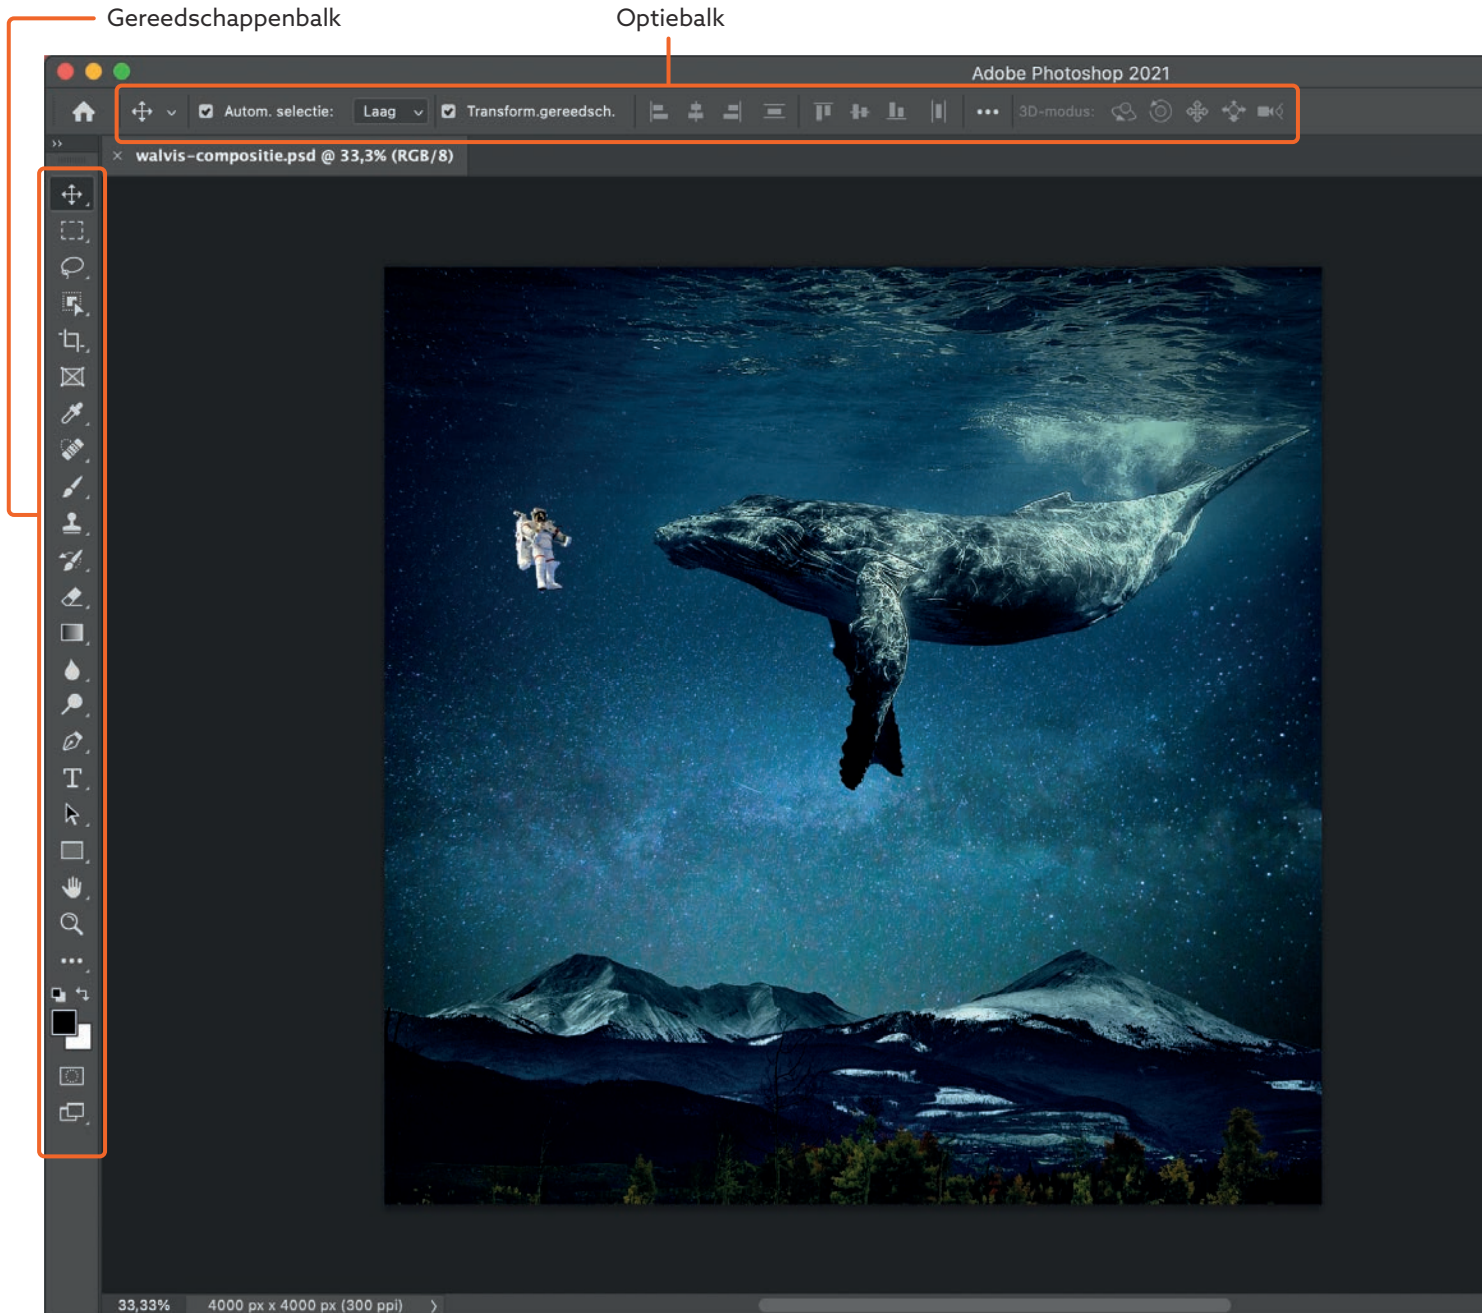 Gereedschappenbalk
Optiebalk
Adobe Photoshop 2021
Autom. selectie:
Laag
Transform.gereedsch.
3D-modus:
walvis-compositie.psd @ 33,3% (RGB/8)
T
33,33%
4000 px x 4000 px (300 ppi)